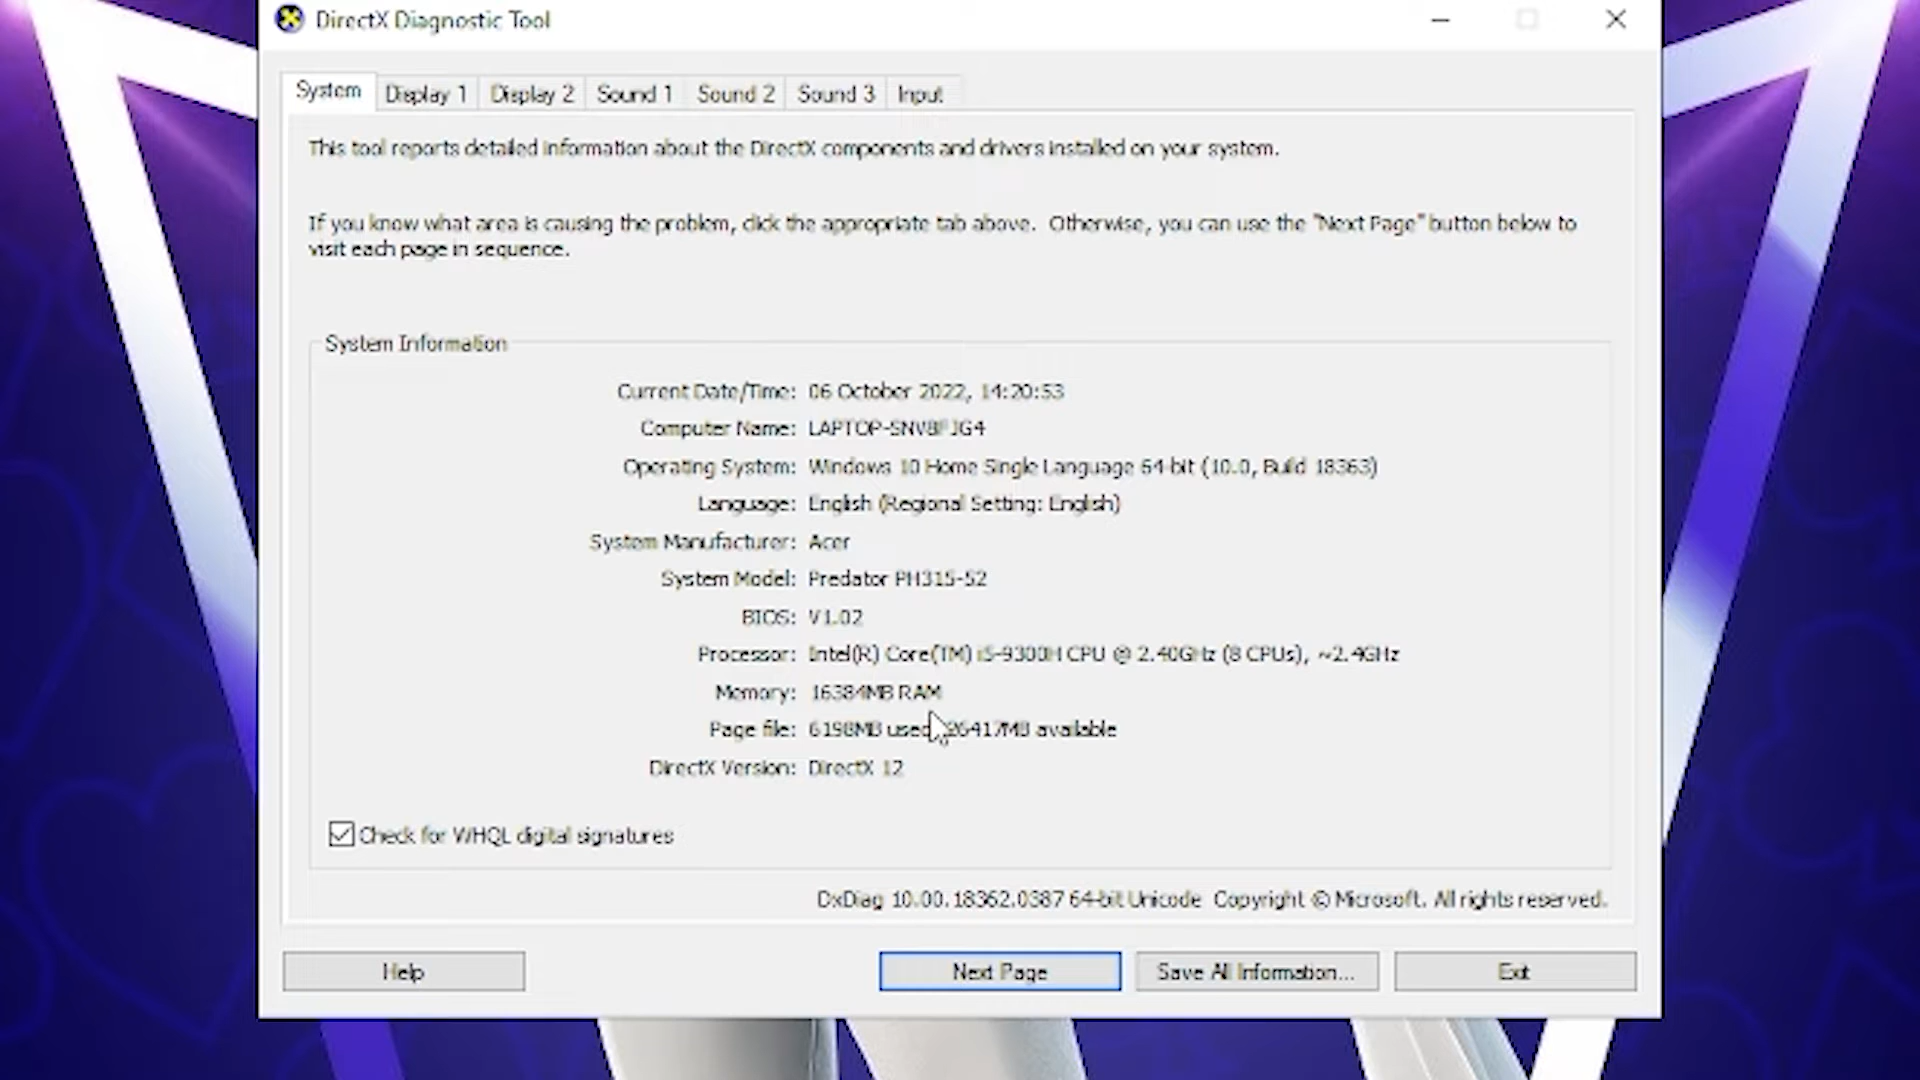 DirectX Diagnostic Tool
System Display 1 Display 2 Sound 1 Sound 2 Sound 3 Input
This tool reports detailed information about the DirectX components and drivers installed on your system.
If you know what area is causing the problem, click the appropriate tab above. Otherwise, you can use the "Next Page" button below to
visit each page in sequence.
System Information
Current Date/Time: 06 October 2022, 14:20:53
Computer Name:
Operating System: Windows 10 Home Single Language 64-bit (10.0, Build 18363)
Language: English (Regional Setting: English)
System Manufacturer: Acer
System Model: Predator PH315-52
BIOS: V1.02
Processor: Intel(R) Core(TM) i5-9300H CPU @ 2.40GHz (8 CPUs), ~2.4GHz
Memory: 16384MB RAM
Page file: 6198MB used, 26417MB available
DirectX Version: DirectX 12
Check for WHQL digital signatures
DxDiag 10.00.18362.0387 64-bit Unicode Copyright © Microsoft. All rights reserved.
Help Next Page Save All Information... Exit